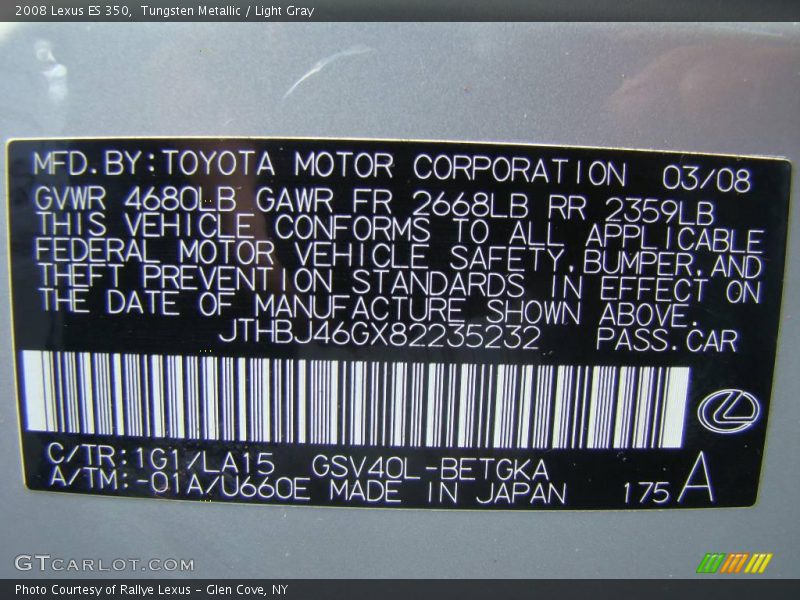 2008 Lexus ES 350,  Tungsten Metallic / Light Gray
MFD.BY:TOYOTA MOTOR CORPORATION 03/08
GVWR 4680LB GAWR FR 2668LB RR 2359LB
THIS VEHICLE CONFORMS TO ALL APPLICABLE
FEDERAL MOTOR VEHICLE SAFETY,BUMPER,AND
THEFT PREVENTION STANDARDS IN EFFECT ON
THE DATE OF MANUFACTURE SHOWN ABOVE.
JTHBJ46GX82235232 PASS.CAR
C/TR:1G1/LA15 GSV40L-BETGKA
A/TM:-01A/U660E MADE IN JAPAN 175 A
GTCARLOT.COM
Photo Courtesy of Rallye Lexus - Glen Cove, NY